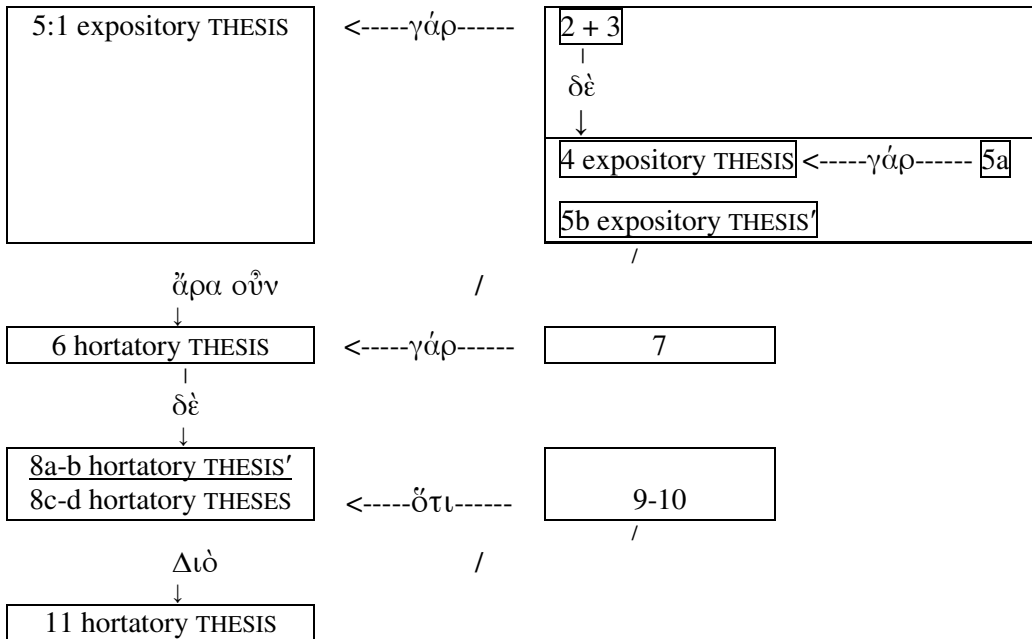 5:1 expository THESIS <-----γάρ------ 2 + 3
δὲ
↓
4 expository THESIS <-----γάρ------ 5a
5b expository THESIS′
/
ἄρα οὖν /
↓
6 hortatory THESIS <-----γάρ------ 7
δὲ
↓
8a-b hortatory THESIS′
8c-d hortatory THESES <-----ὅτι------ 9-10
/
Διὸ /
↓
11 hortatory THESIS